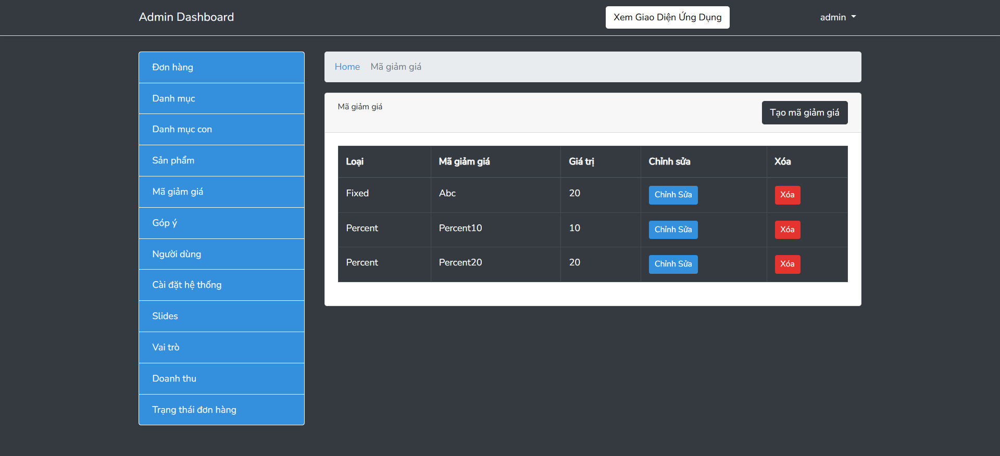 Admin Dashboard
Xem Giao Diện Ứng Dụng
admin
Đơn hàng
Danh mục
Danh mục con
Sản phẩm
Mã giảm giá
Góp ý
Người dùng
Cài đặt hệ thống
Slides
Vai trò
Doanh thu
Trạng thái đơn hàng
Home Mã giảm giá
Mã giảm giá
Tạo mã giảm giá
Loại Mã giảm giá Giá trị Chỉnh sửa Xóa
Fixed Abc 20 Chỉnh Sửa Xóa
Percent Percent10 10 Chỉnh Sửa Xóa
Percent Percent20 20 Chỉnh Sửa Xóa